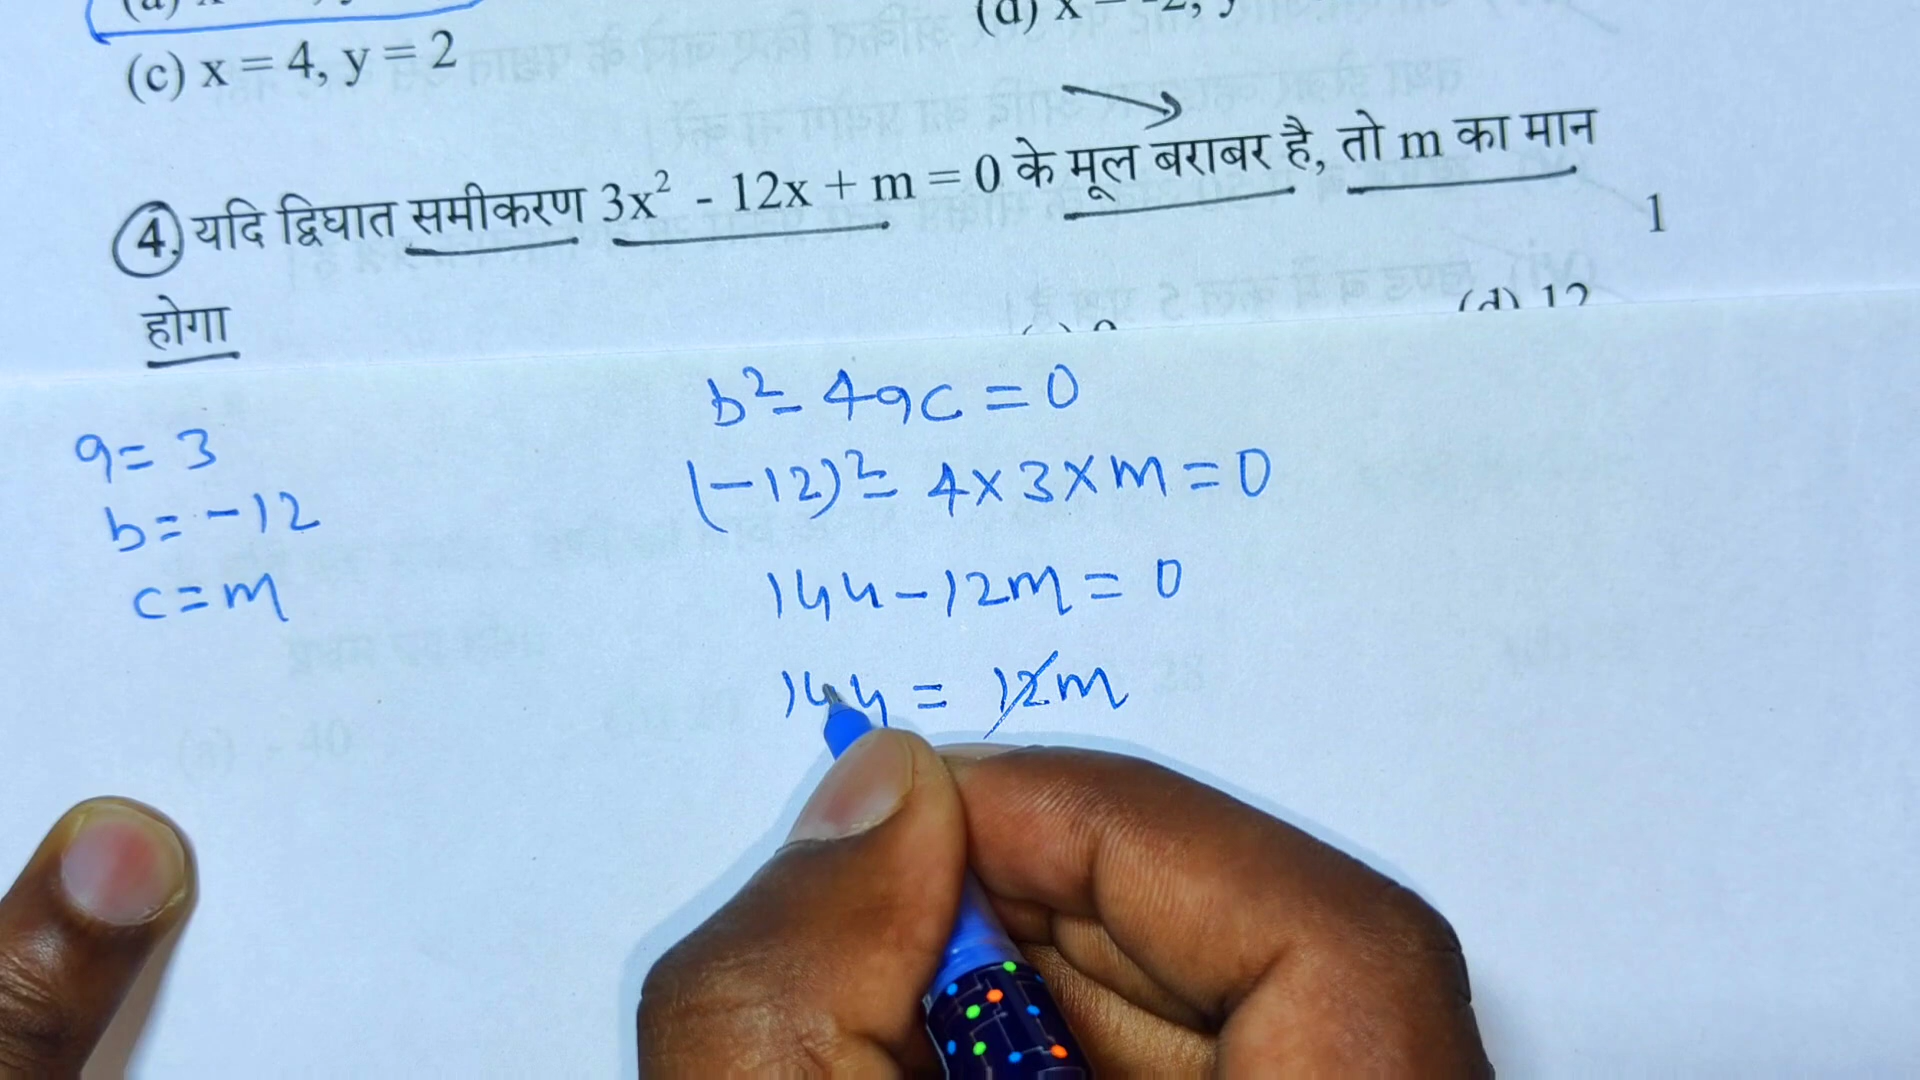 (c) x = 4, y = 2
4. यदि द्विघात समीकरण 3x² - 12x + m = 0 के मूल बराबर है, तो m का मान
1
होगा
(d) 12
b² - 4ac = 0
a = 3
(-12)² - 4 × 3 × m = 0
b = -12
144 - 12m = 0
c = m
144 = 12m